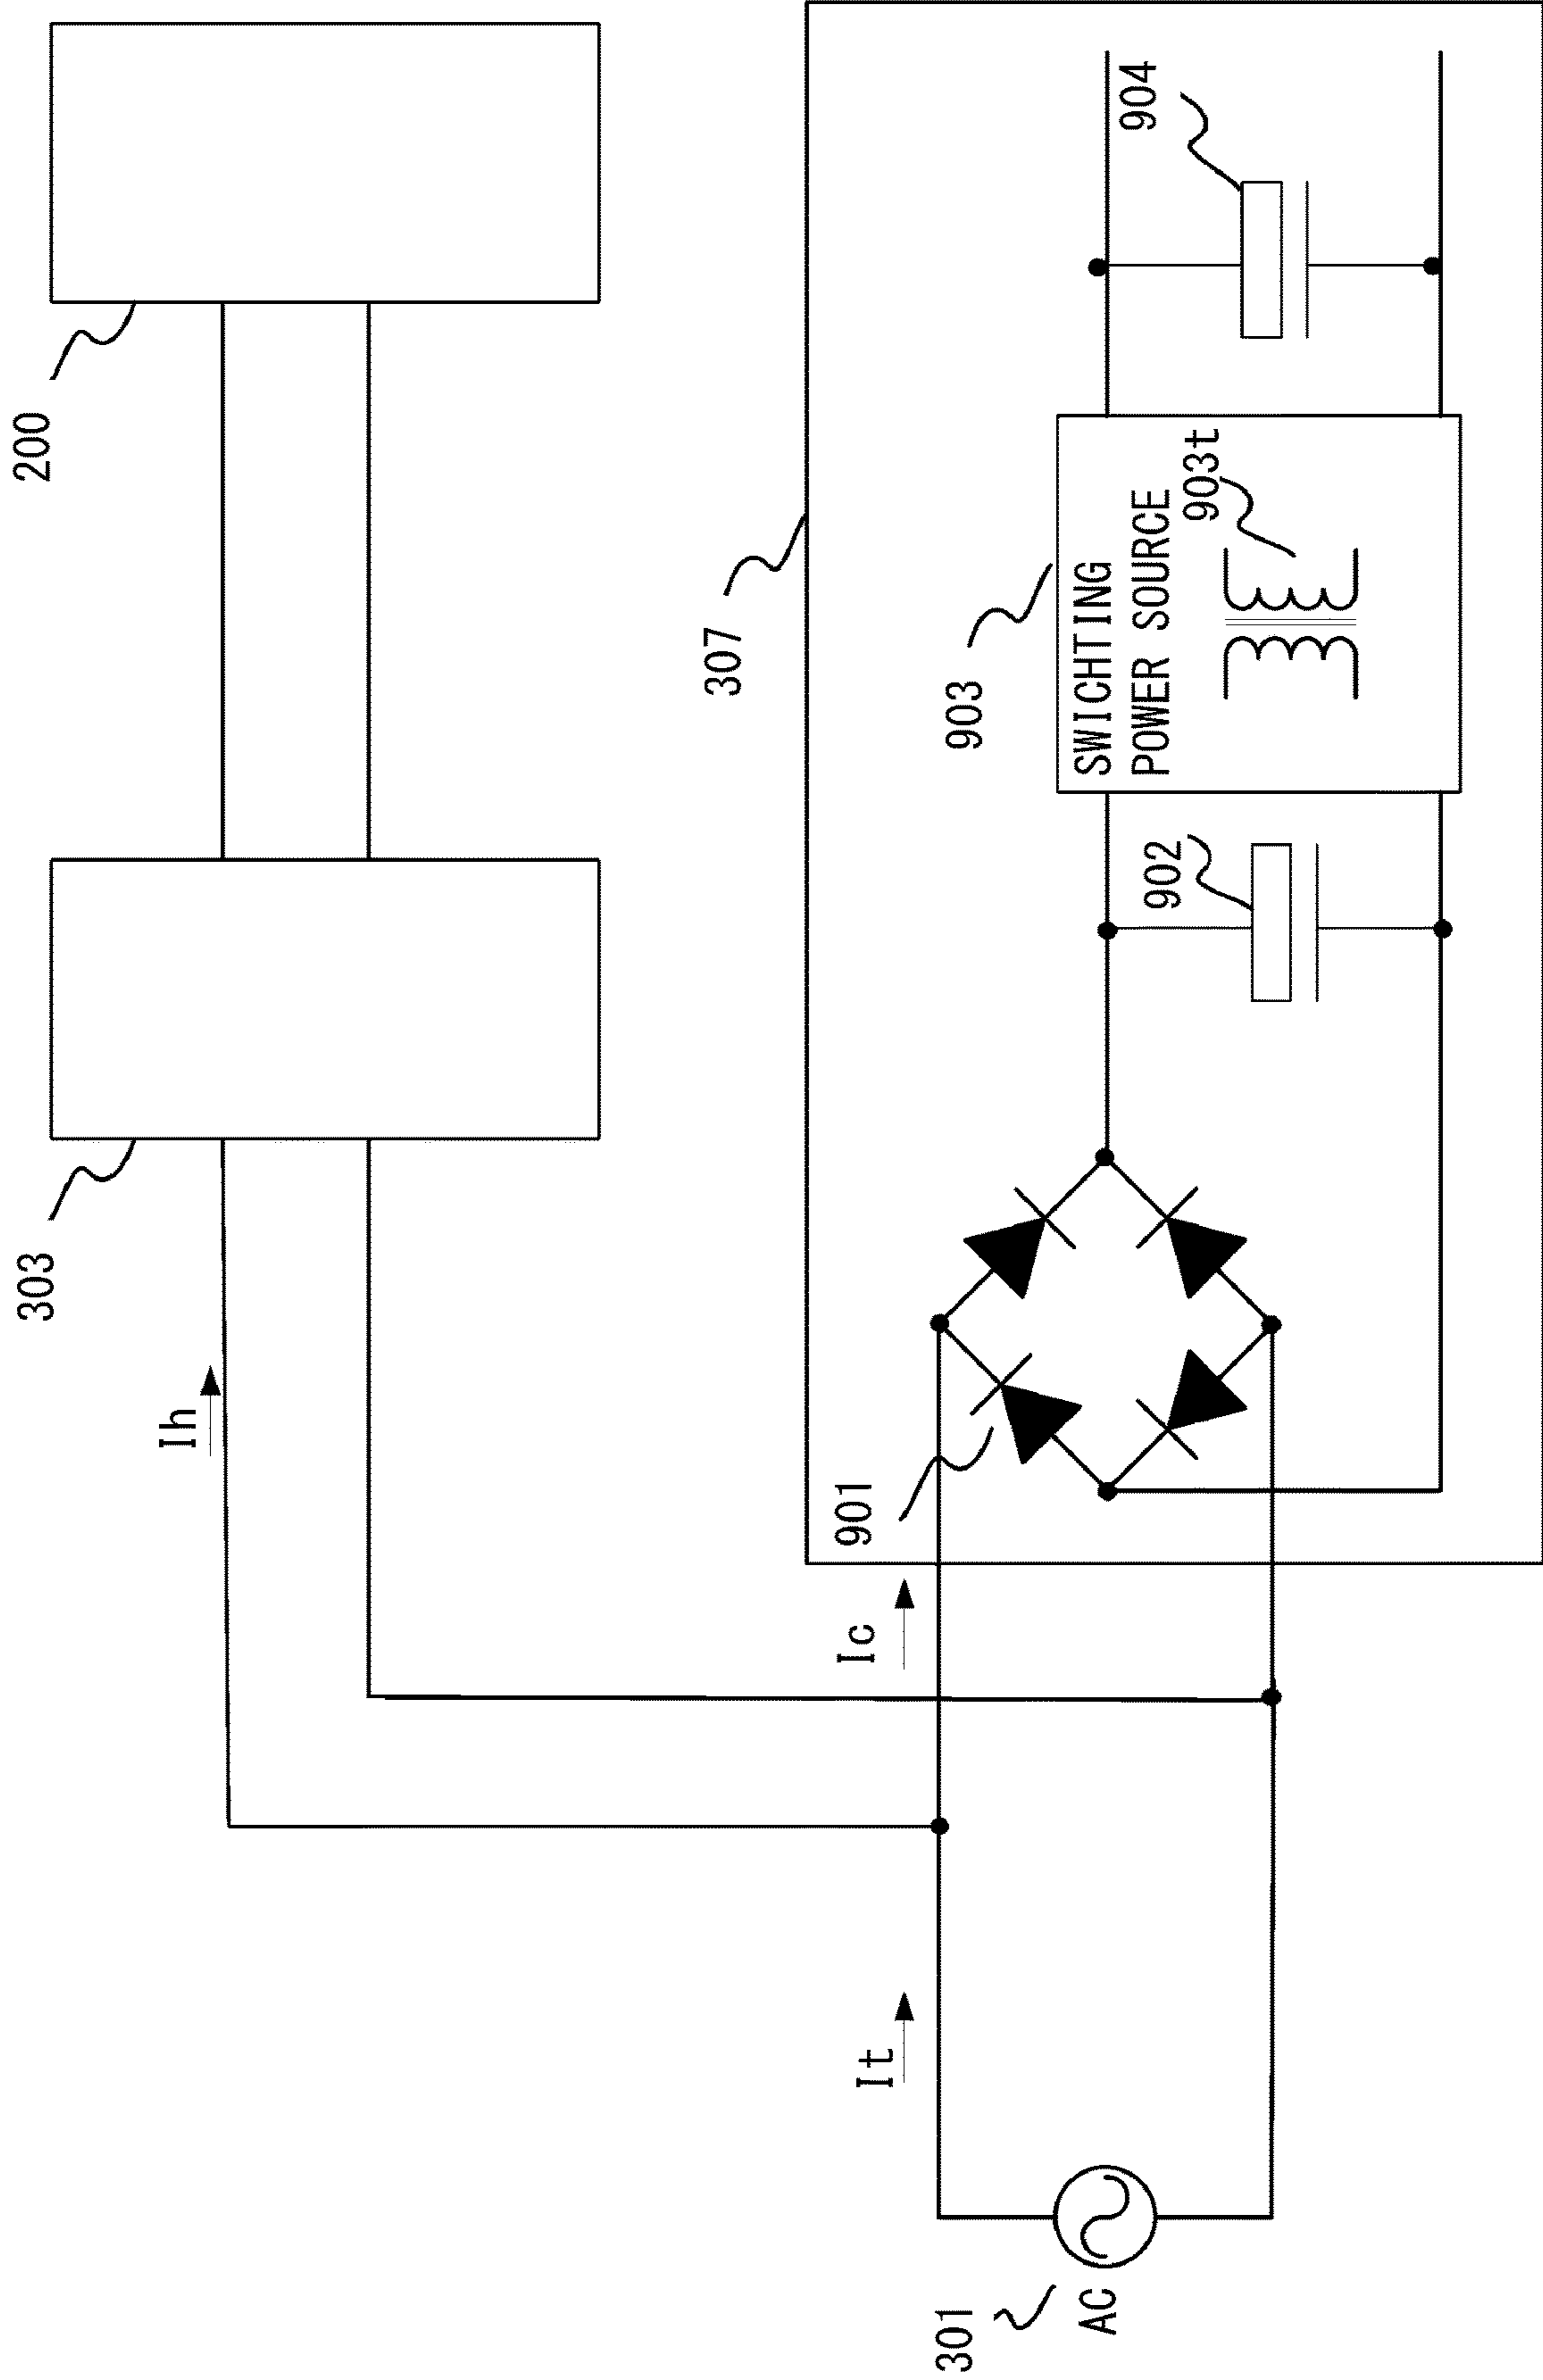 301
AC
It
Ih
Ic
303
200
307
901
902
903
SWICHTING
POWER SOURCE
903t
904